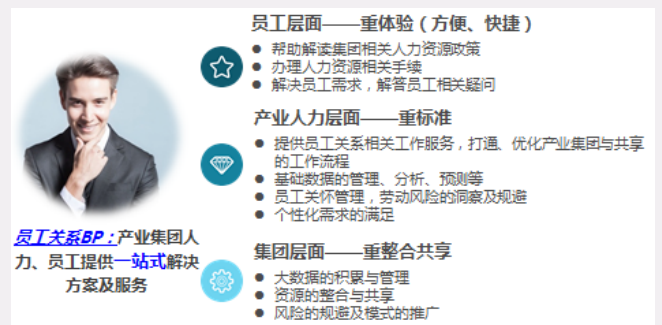 员工层面——重体验（方便、快捷）
● 帮助解读集团相关人力资源政策
● 办理人力资源相关手续
● 解决员工需求，解答员工相关疑问
产业人力层面——重标准
● 提供员工关系相关工作服务，打通、优化产业集团与共享
的工作流程
● 基础数据的管理、分析、预测等
● 员工关怀管理，劳动风险的洞察及规避
● 个性化需求的满足
员工关系BP：产业集团人
力、员工提供一站式解决
方案及服务
集团层面——重整合共享
● 大数据的积累与管理
● 资源的整合与共享
● 风险的规避及模式的推广